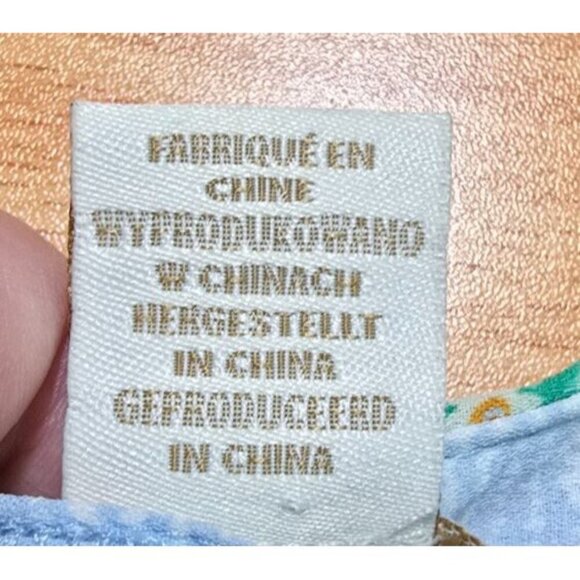 FABRIQUÉ EN
CHINE
WYPRODUKOWANO
W CHINACH
HERGESTELLT
IN CHINA
GEPRODUCEERD
IN CHINA